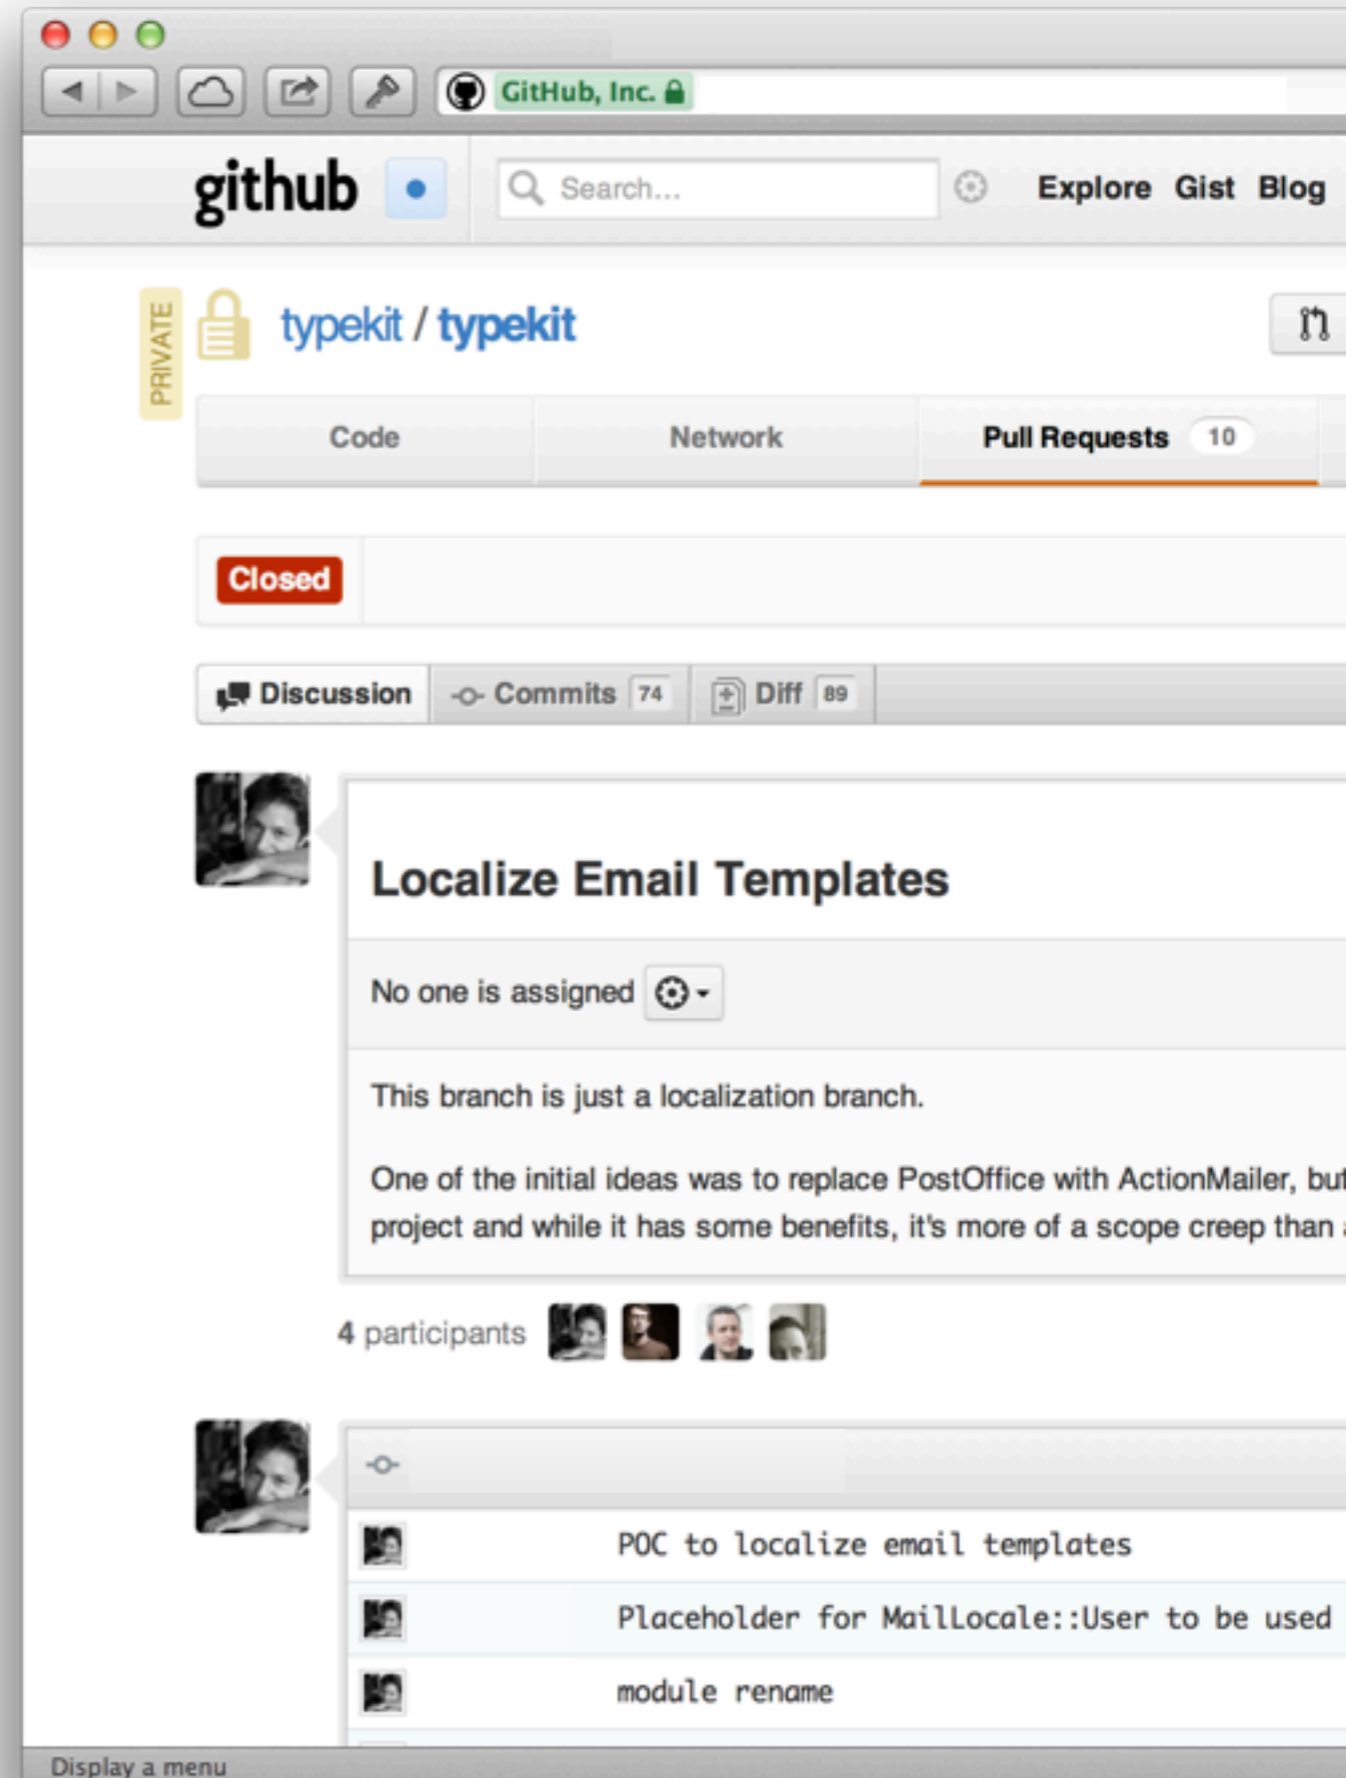 GitHub, Inc.
github
Search...
Explore Gist Blog
PRIVATE
typekit / typekit
Code
Network
Pull Requests 10
Closed
Discussion
Commits 74
Diff 89
Localize Email Templates
No one is assigned
This branch is just a localization branch.
One of the initial ideas was to replace PostOffice with ActionMailer, but
project and while it has some benefits, it's more of a scope creep than a
4 participants
POC to localize email templates
Placeholder for MailLocale::User to be used
module rename
Display a menu